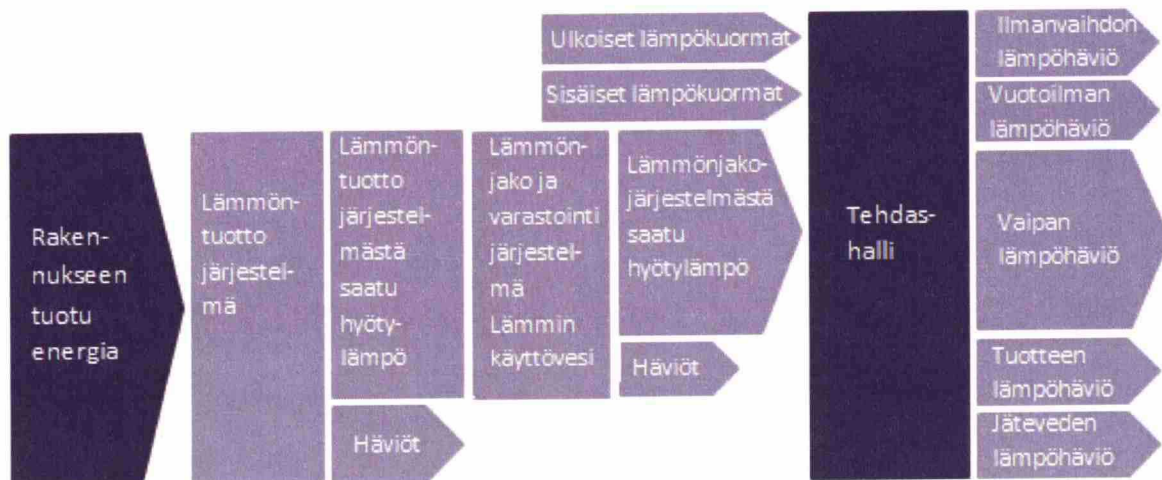 Ulkoiset lämpökuormat
Sisäiset lämpökuormat
Raken-
nukseen
tuotu
energia
Lämmön-
tuotto
järjestel-
mä
Lämmön-
tuotto
järjestel-
mästä
saatu
hyöty-
lämpö
Häviöt
Lämmön-
jako ja
varastointi
järjestel-
mä
Lämmin
käyttövesi
Lämmönjako-
järjestelmästä
saatu
hyötylämpö
Häviöt
Tehdas-
halli
Ilmanvaihdon
lämpöhäviö
Vuotoilman
lämpöhäviö
Vaipan
lämpöhäviö
Tuotteen
lämpöhäviö
Jäteveden
lämpöhäviö